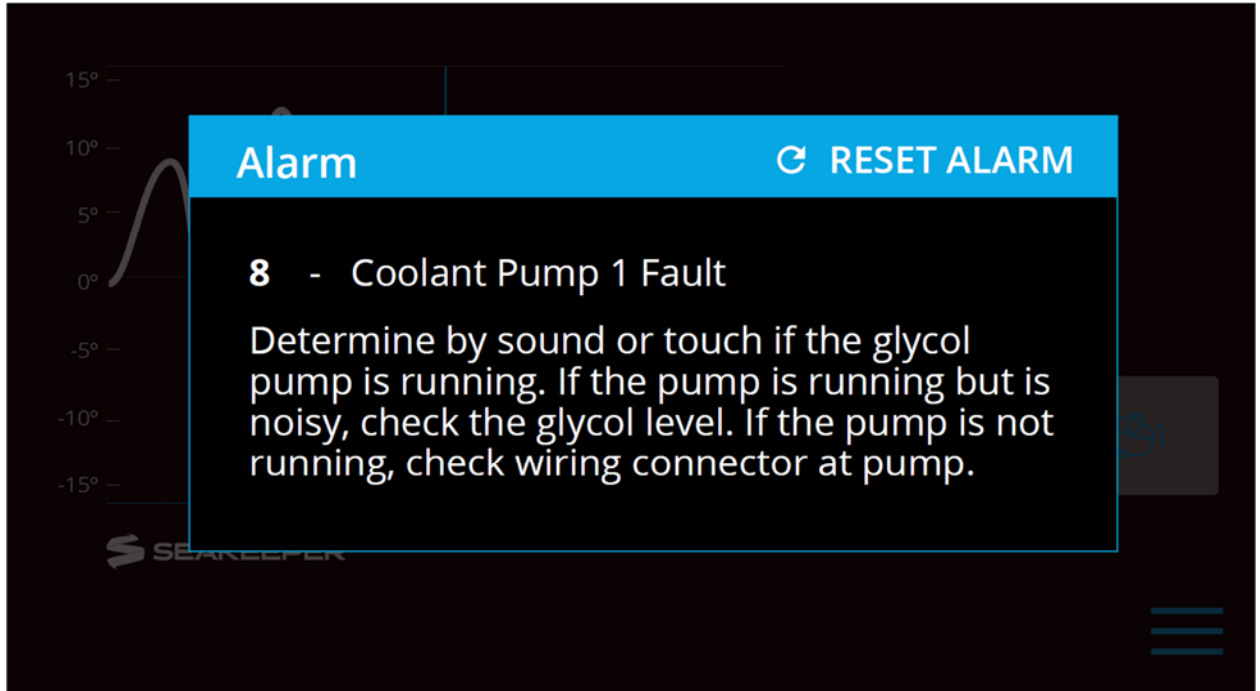 15°
10°
5°
0°
-5°
-10°
-15°
Alarm
RESET ALARM
8 - Coolant Pump 1 Fault
Determine by sound or touch if the glycol
pump is running. If the pump is running but is
noisy, check the glycol level. If the pump is not
running, check wiring connector at pump.
SEAKEEPER